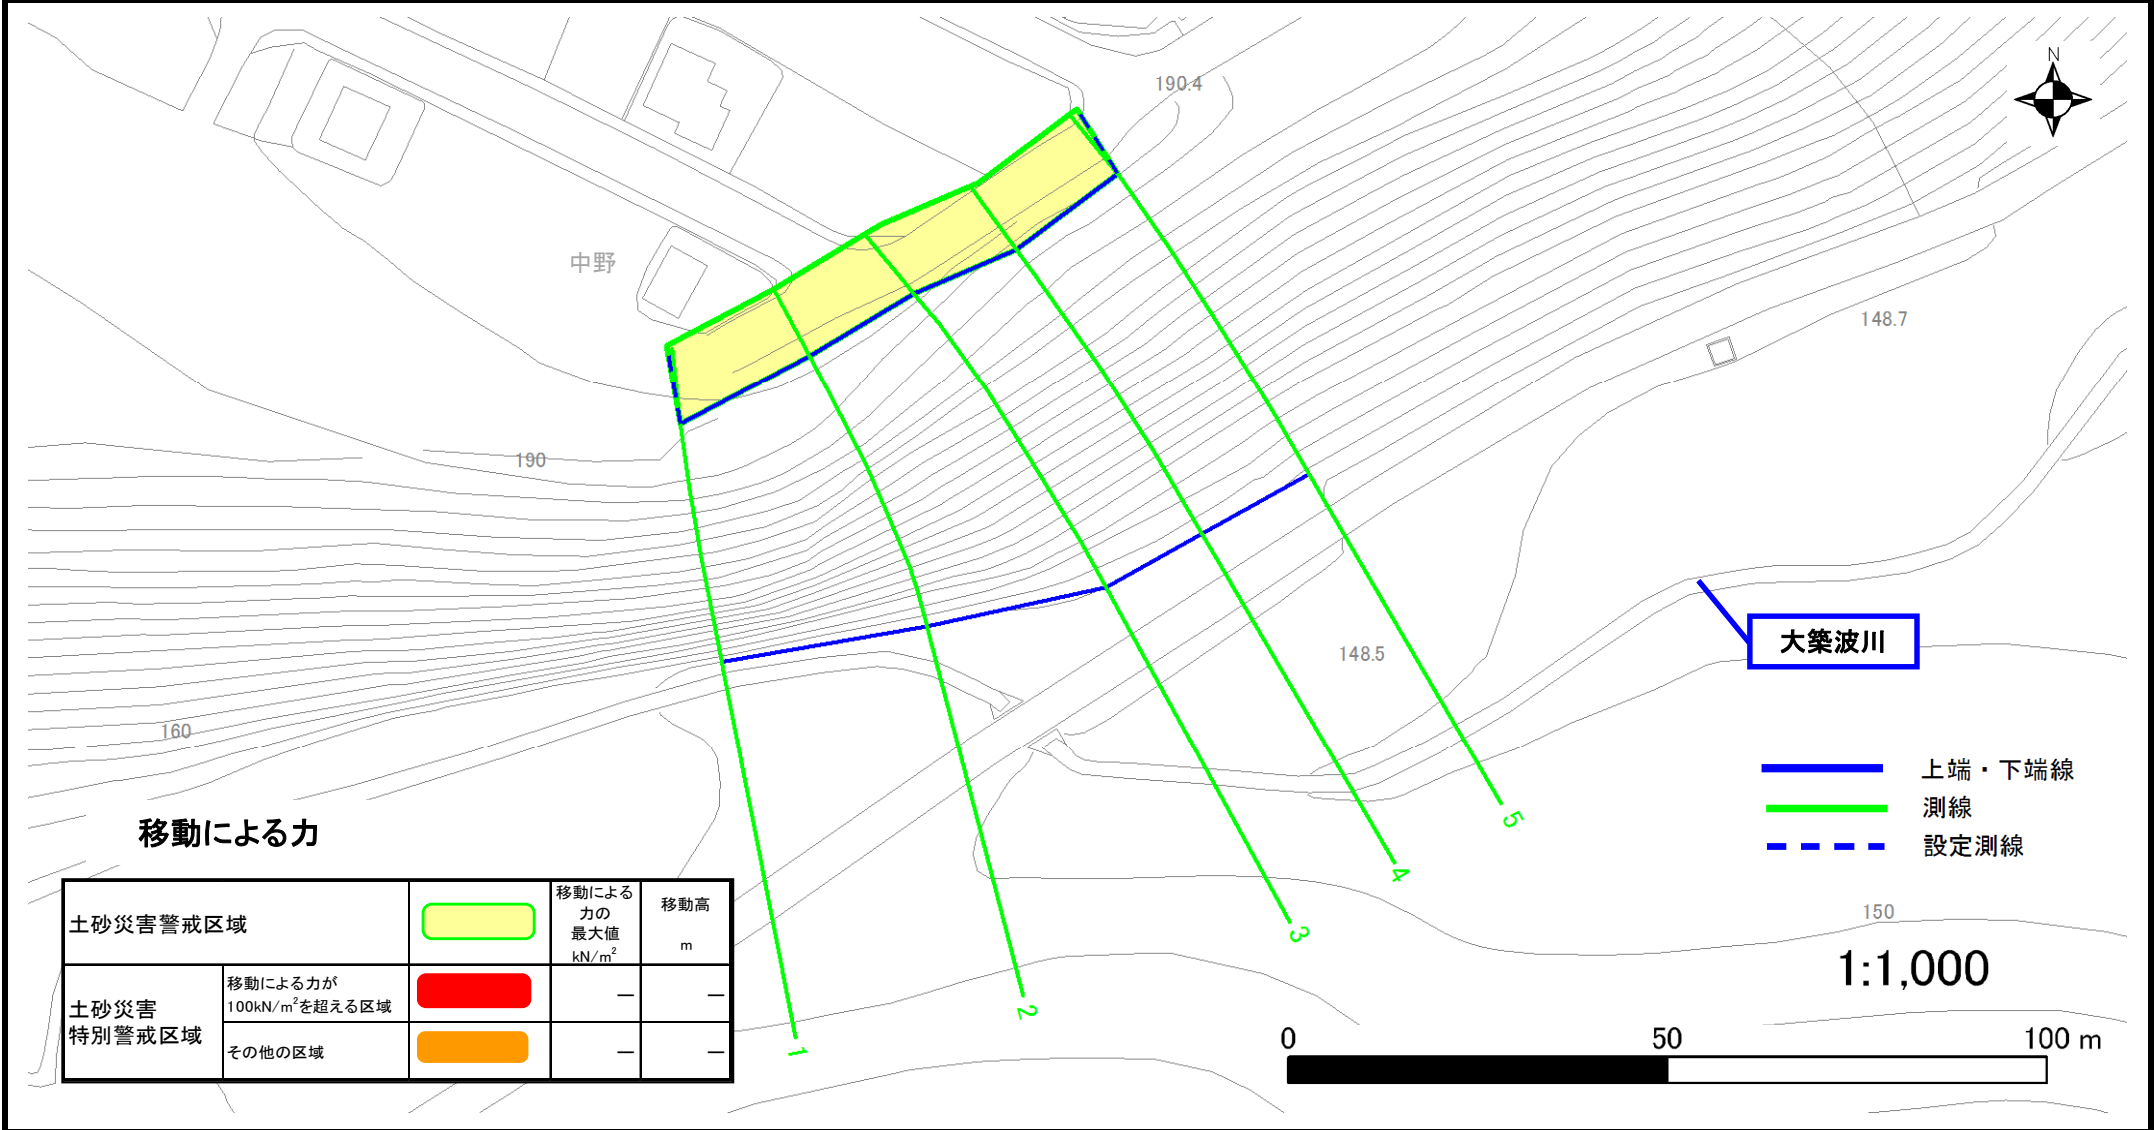 N
190.4
中野
148.7
190
大築波川
148.5
160
上端・下端線
測線
設定測線
5
4
3
2
1
150
移動による力
移動による
力の
最大値
kN/m²
移動高
m
土砂災害警戒区域
土砂災害
特別警戒区域
移動による力が
100kN/m²を超える区域
― ―
その他の区域
― ―
1:1,000
0 50 100 m